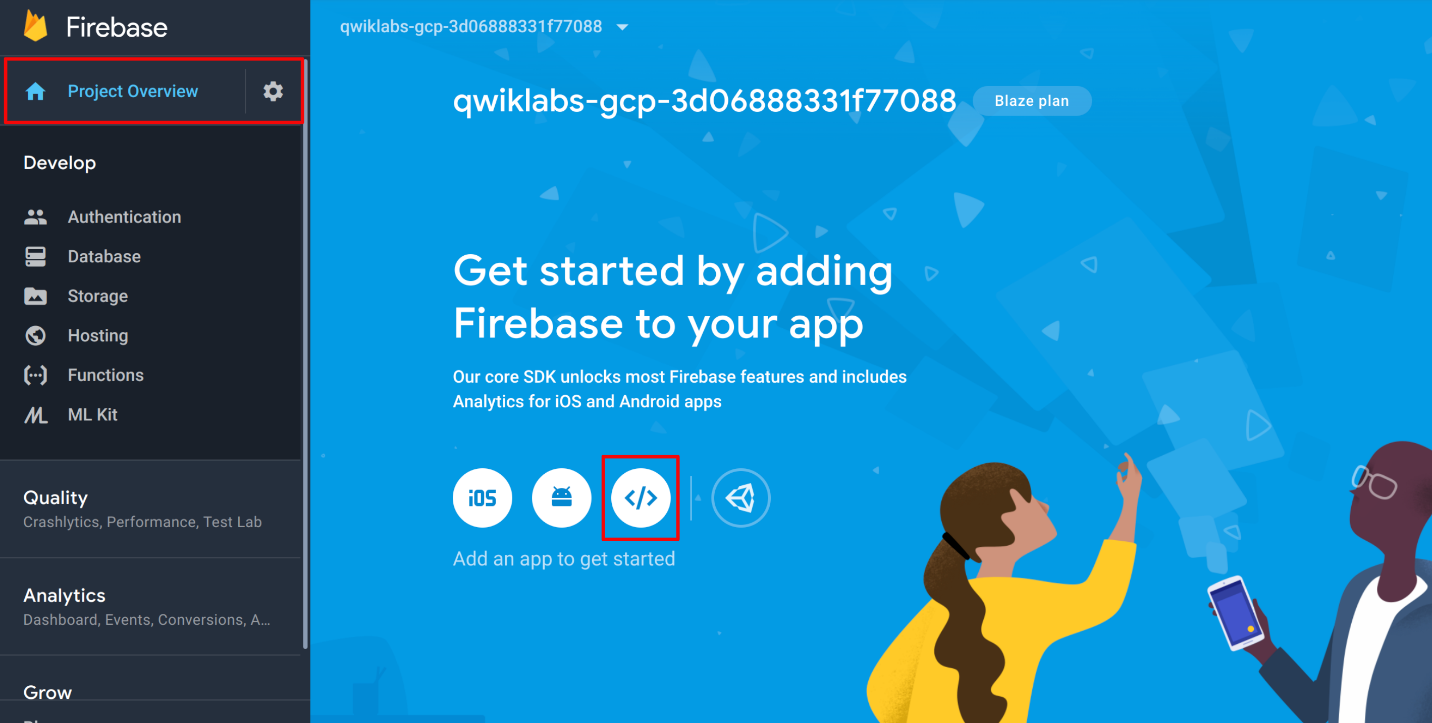 Firebase
Project Overview
Develop
Authentication
Database
Storage
Hosting
Functions
ML Kit
Quality
Crashlytics, Performance, Test Lab
Analytics
Dashboard, Events, Conversions, A...
Grow
qwiklabs-gcp-3d06888331f77088
qwiklabs-gcp-3d06888331f77088 Blaze plan
Get started by adding
Firebase to your app
Our core SDK unlocks most Firebase features and includes
Analytics for iOS and Android apps
iOS
</>
Add an app to get started